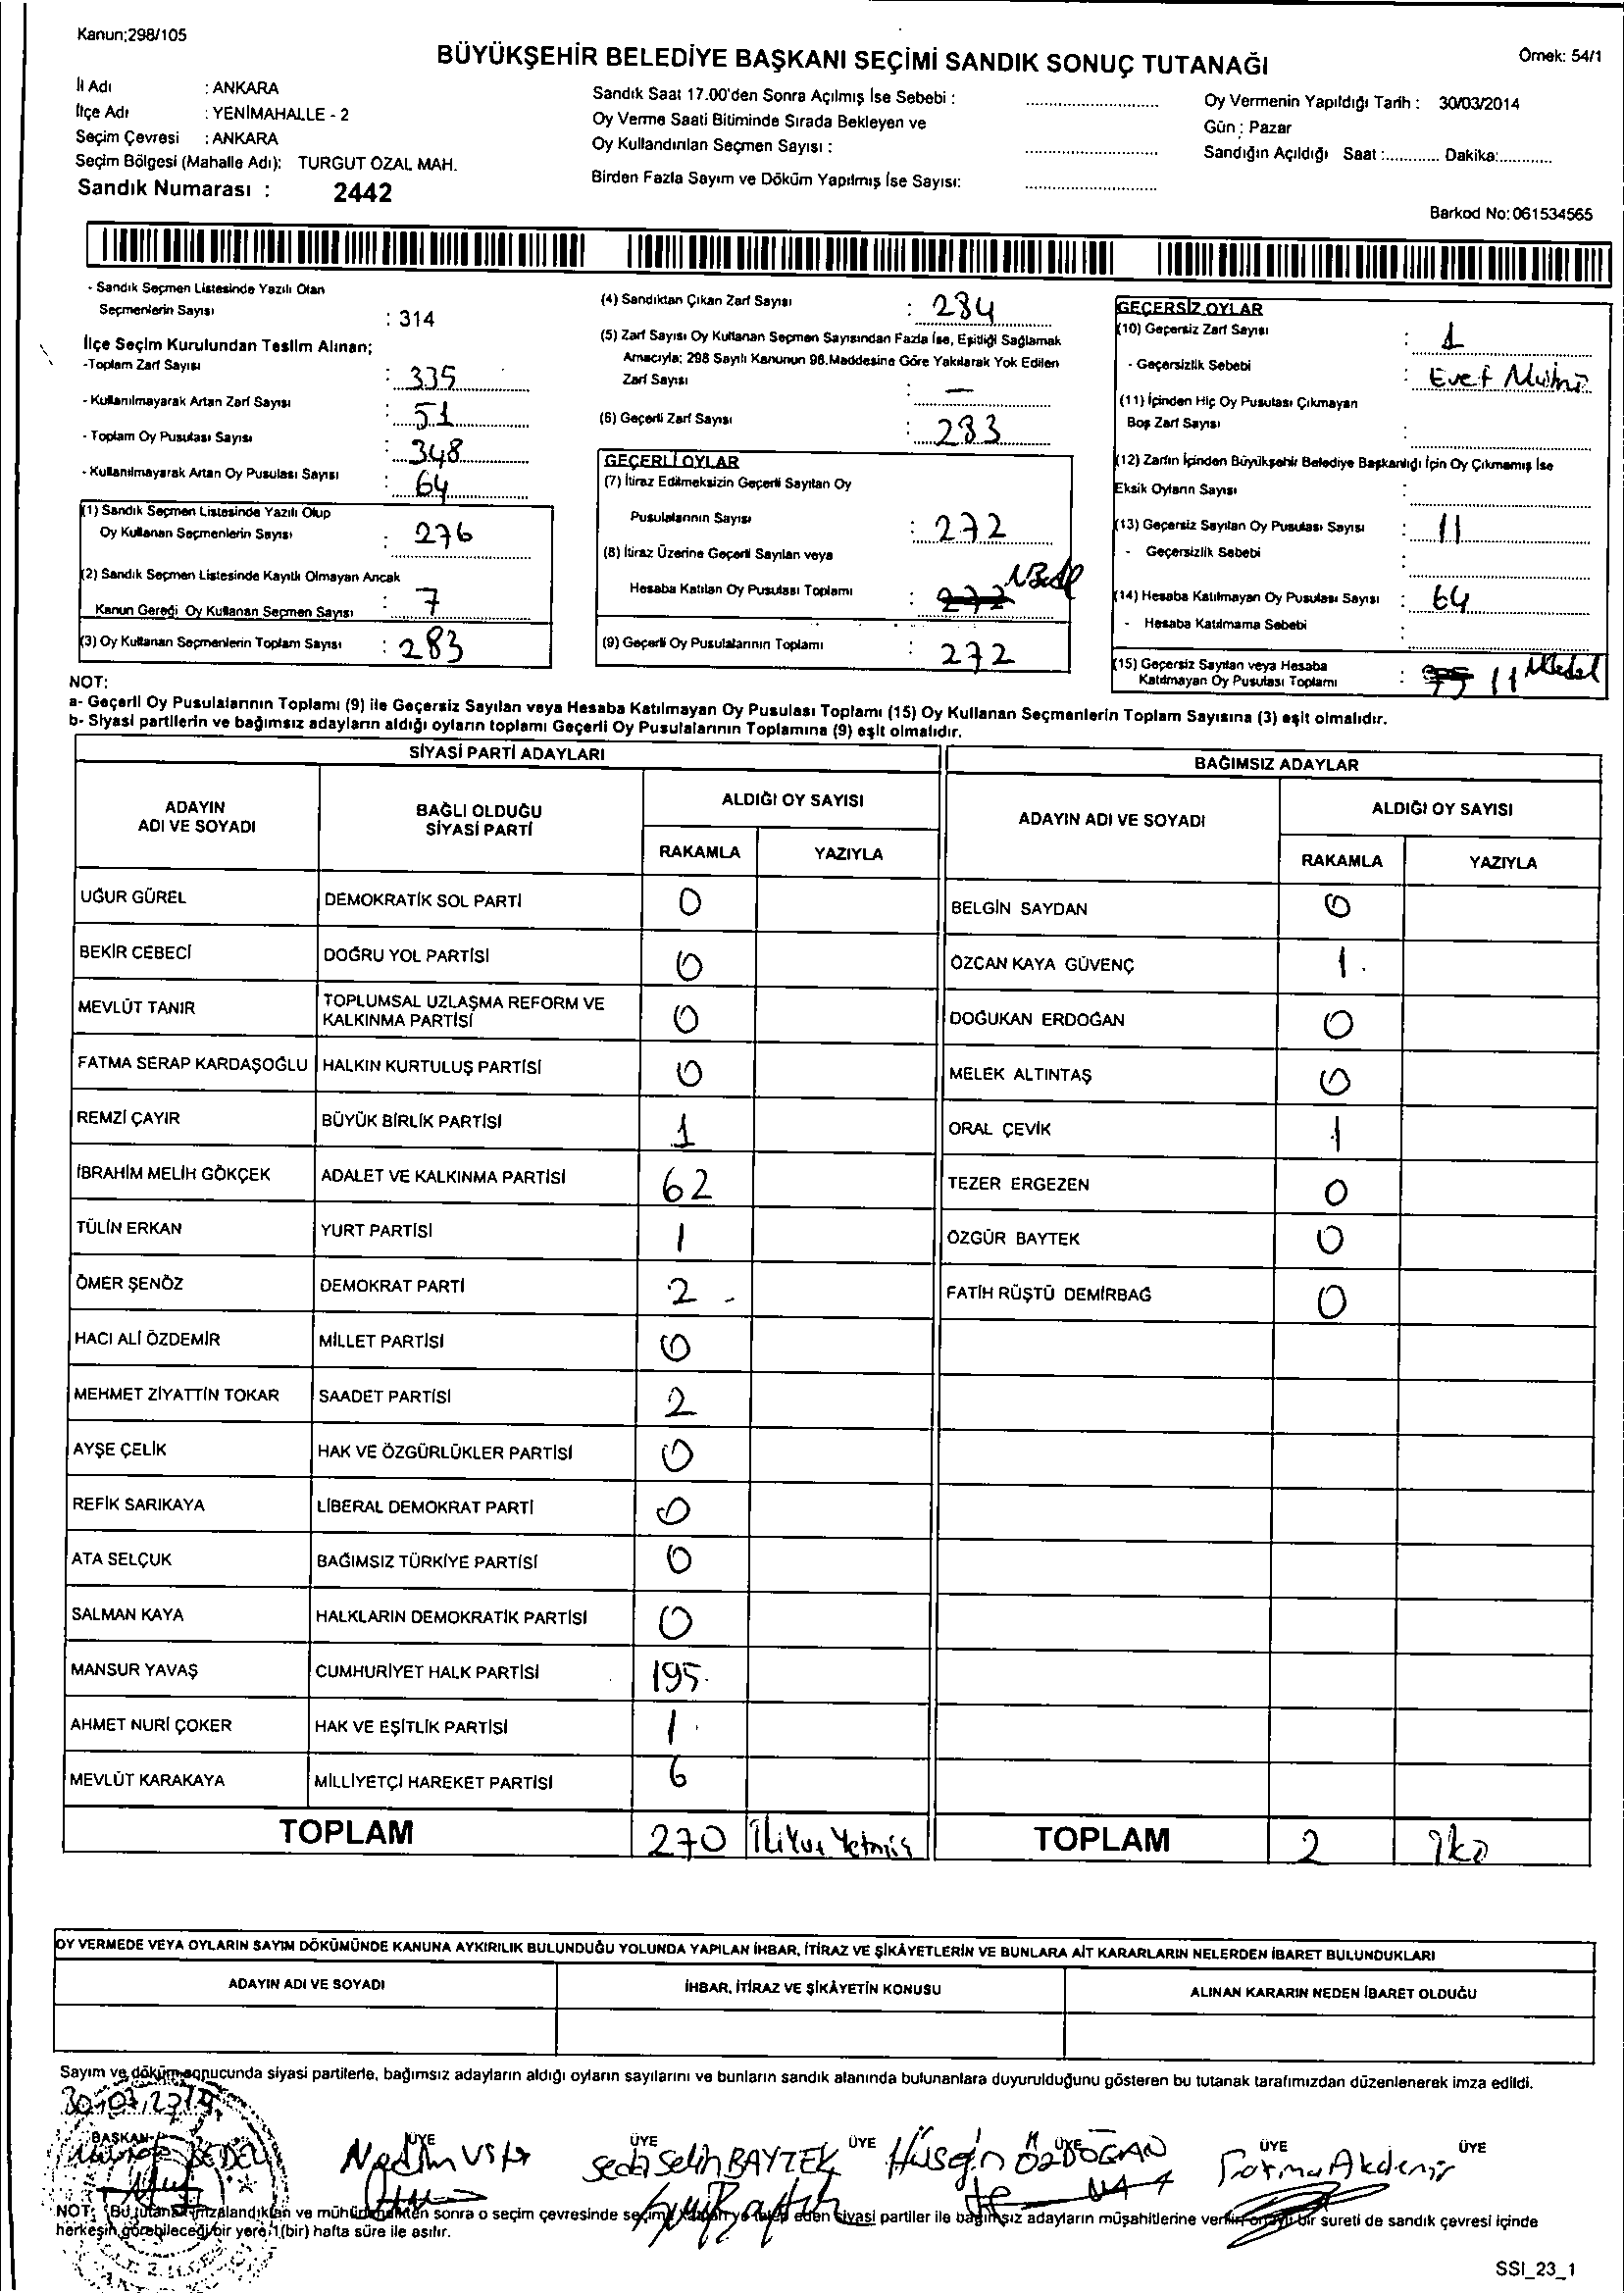 Kanun;298/105
BÜYÜKŞEHİR BELEDİYE BAŞKANI SEÇİMİ SANDIK SONUÇ TUTANAĞI
Örnek: 54/1
İl Adı : ANKARA
İlçe Adı : YENİMAHALLE - 2
Seçim Çevresi : ANKARA
Seçim Bölgesi (Mahalle Adı): TURGUT ÖZAL MAH.
Sandık Numarası : 2442
Sandık Saat 17.00'den Sonra Açılmış İse Sebebi :
Oy Verme Saati Bitiminde Sırada Bekleyen ve
Oy Kullandırılan Seçmen Sayısı :
Birden Fazla Sayım ve Döküm Yapılmış İse Sayısı:
Oy Vermenin Yapıldığı Tarih : 30/03/2014
Gün : Pazar
Sandığın Açıldığı Saat :............ Dakika:............
Barkod No: 061534565
- Sandık Seçmen Listesinde Yazılı Olan
Seçmenlerin Sayısı : 314
İlçe Seçim Kurulundan Teslim Alınan;
-Toplam Zarf Sayısı : 335
- Kullanılmayarak Artan Zarf Sayısı : 51
- Toplam Oy Pusulası Sayısı : 348
- Kullanılmayarak Artan Oy Pusulası Sayısı : 64
(1) Sandık Seçmen Listesinde Yazılı Olup
Oy Kullanan Seçmenlerin Sayısı : 276
(2) Sandık Seçmen Listesinde Kayıtlı Olmayan Ancak
Kanun Gereği Oy Kullanan Seçmen Sayısı : 7
(3) Oy Kullanan Seçmenlerin Toplam Sayısı : 283
(4) Sandıktan Çıkan Zarf Sayısı : 284
(5) Zarf Sayısı Oy Kullanan Seçmen Sayısından Fazla İse, Eşitliği Sağlamak
Amacıyla; 298 Sayılı Kanunun 98.Maddesine Göre Yakılarak Yok Edilen
Zarf Sayısı : —
(6) Geçerli Zarf Sayısı : 283
GEÇERLİ OYLAR
(7) İtiraz Edilmeksizin Geçerli Sayılan Oy
Pusulalarının Sayısı : 272
(8) İtiraz Üzerine Geçerli Sayılan veya
Hesaba Katılan Oy Pusulası Toplamı : 272
(9) Geçerli Oy Pusulalarının Toplamı : 272
GEÇERSİZ OYLAR
(10) Geçersiz Zarf Sayısı : 1
- Geçersizlik Sebebi : Evet Mührü
(11) İçinden Hiç Oy Pusulası Çıkmayan
Boş Zarf Sayısı :
(12) Zarfın İçinden Büyükşehir Belediye Başkanlığı İçin Oy Çıkmamış İse
Eksik Oyların Sayısı :
(13) Geçersiz Sayılan Oy Pusulası Sayısı : 11
- Geçersizlik Sebebi :
(14) Hesaba Katılmayan Oy Pusulası Sayısı : 64
- Hesaba Katılmama Sebebi :
(15) Geçersiz Sayılan veya Hesaba
Katılmayan Oy Pusulası Toplamı : 75 11
NOT:
a- Geçerli Oy Pusulalarının Toplamı (9) ile Geçersiz Sayılan veya Hesaba Katılmayan Oy Pusulası Toplamı (15) Oy Kullanan Seçmenlerin Toplam Sayısına (3) eşit olmalıdır.
b- Siyasi partilerin ve bağımsız adayların aldığı oyların toplamı Geçerli Oy Pusulalarının Toplamına (9) eşit olmalıdır.
SİYASİ PARTİ ADAYLARI
ADAYIN ADI VE SOYADI
BAĞLI OLDUĞU SİYASİ PARTİ
ALDIĞI OY SAYISI
RAKAMLA YAZIYLA
UĞUR GÜREL DEMOKRATİK SOL PARTİ 0
BEKİR CEBECİ DOĞRU YOL PARTİSİ 0
MEVLÜT TANIR TOPLUMSAL UZLAŞMA REFORM VE KALKINMA PARTİSİ 0
FATMA SERAP KARDAŞOĞLU HALKIN KURTULUŞ PARTİSİ 0
REMZİ ÇAYIR BÜYÜK BİRLİK PARTİSİ 1
İBRAHİM MELİH GÖKÇEK ADALET VE KALKINMA PARTİSİ 62
TÜLİN ERKAN YURT PARTİSİ 1
ÖMER ŞENÖZ DEMOKRAT PARTİ 2 -
HACI ALİ ÖZDEMİR MİLLET PARTİSİ 0
MEHMET ZİYATTİN TOKAR SAADET PARTİSİ 2
AYŞE ÇELİK HAK VE ÖZGÜRLÜKLER PARTİSİ 0
REFİK SARIKAYA LİBERAL DEMOKRAT PARTİ 0
ATA SELÇUK BAĞIMSIZ TÜRKİYE PARTİSİ 0
SALMAN KAYA HALKLARIN DEMOKRATİK PARTİSİ 0
MANSUR YAVAŞ CUMHURİYET HALK PARTİSİ 195
AHMET NURİ ÇOKER HAK VE EŞİTLİK PARTİSİ 1
MEVLÜT KARAKAYA MİLLİYETÇİ HAREKET PARTİSİ 6
TOPLAM 270 İkiYüz Yetmiş
BAĞIMSIZ ADAYLAR
ADAYIN ADI VE SOYADI
ALDIĞI OY SAYISI
RAKAMLA YAZIYLA
BELGİN SAYDAN 0
ÖZCAN KAYA GÜVENÇ 1
DOĞUKAN ERDOĞAN 0
MELEK ALTINTAŞ 0
ORAL ÇEVİK 1
TEZER ERGEZEN 0
ÖZGÜR BAYTEK 0
FATİH RÜŞTÜ DEMİRBAĞ 0
TOPLAM 2 İki
OY VERMEDE VEYA OYLARIN SAYIM DÖKÜMÜNDE KANUNA AYKIRILIK BULUNDUĞU YOLUNDA YAPILAN İHBAR, İTİRAZ VE ŞİKÂYETLERİN VE BUNLARA AİT KARARLARIN NELERDEN İBARET BULUNDUKLARI
ADAYIN ADI VE SOYADI
İHBAR, İTİRAZ VE ŞİKÂYETİN KONUSU
ALINAN KARARIN NEDEN İBARET OLDUĞU
Sayım ve döküm sonucunda siyasi partilerle, bağımsız adayların aldığı oyların sayılarını ve bunların sandık alanında bulunanlara duyurulduğunu gösteren bu tutanak tarafımızdan düzenlenerek imza edildi.
BAŞKAN ÜYE ÜYE ÜYE ÜYE ÜYE ÜYE
Nedim Usta
Seda Selin BAYTEK
Hüseyin ÖZDOĞAN
Fatma Akdeniz
NOT: Bu tutanak imzalandıktan ve mühürlendikten sonra o seçim çevresinde seçime eden siyasi partiler ile bağımsız adayların müşahitlerine bir sureti de sandık çevresi içinde
herkesin görebileceği bir yere 1(bir) hafta süre ile asılır.
SSI_23_1